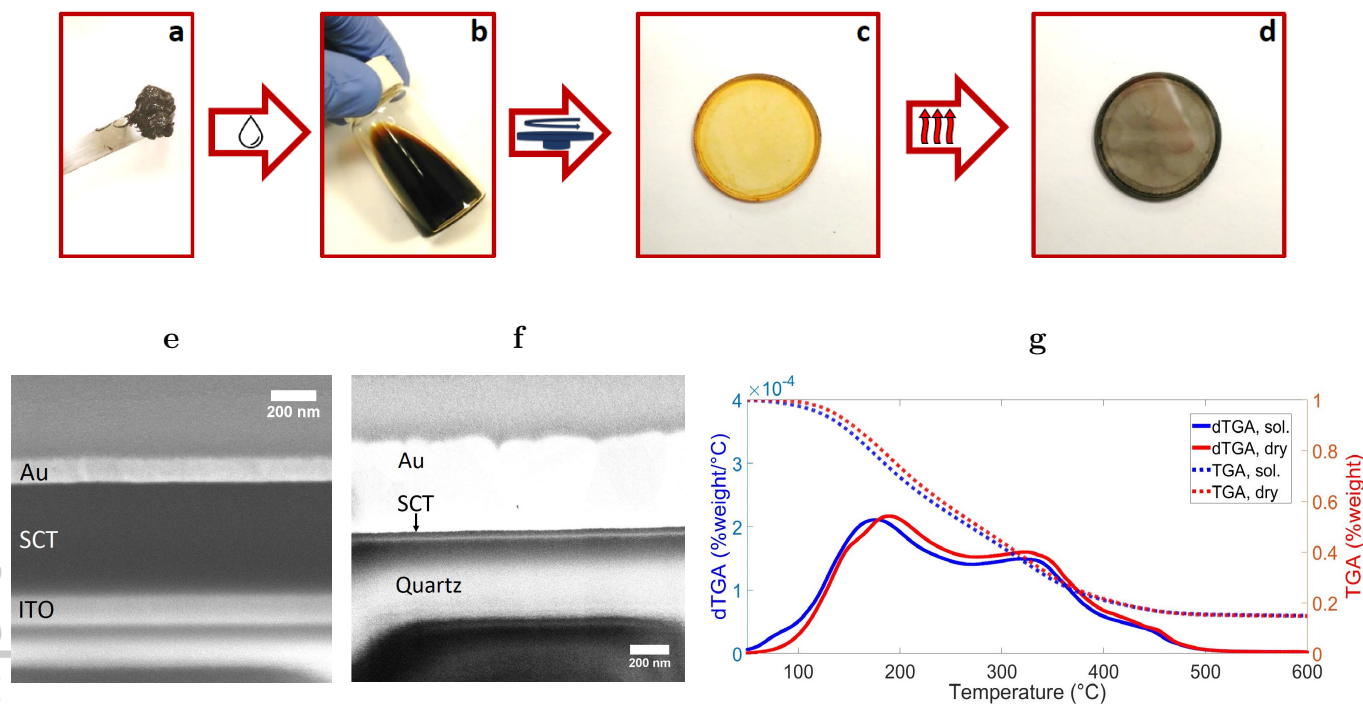 a
b
c
d
e
f
g
200 nm
Au
SCT
ITO
Au
SCT
Quartz
200 nm
×10⁻⁴
4
3
2
1
0
dTGA (%weight/°C)
dTGA, sol.
dTGA, dry
TGA, sol.
TGA, dry
1
0.8
0.6
0.4
0.2
0
TGA (%weight)
100 200 300 400 500 600
Temperature (°C)